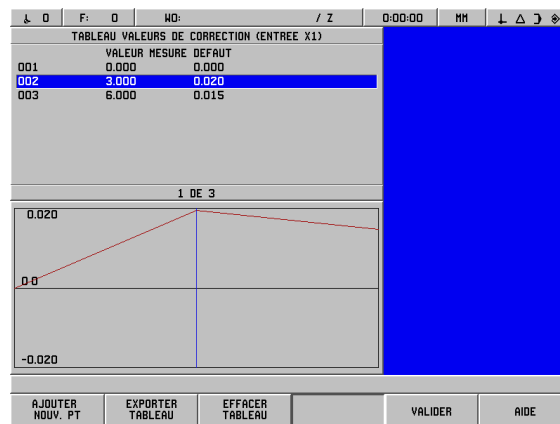 0 F: 0 WO: / Z 0:00:00 MM
TABLEAU VALEURS DE CORRECTION (ENTREE X1)
VALEUR MESURE DEFAUT
001 0.000 0.000
002 3.000 0.020
003 6.000 0.015
1 DE 3
0.020
0.0
-0.020
AJOUTER NOUV. PT
EXPORTER TABLEAU
EFFACER TABLEAU
VALIDER
AIDE